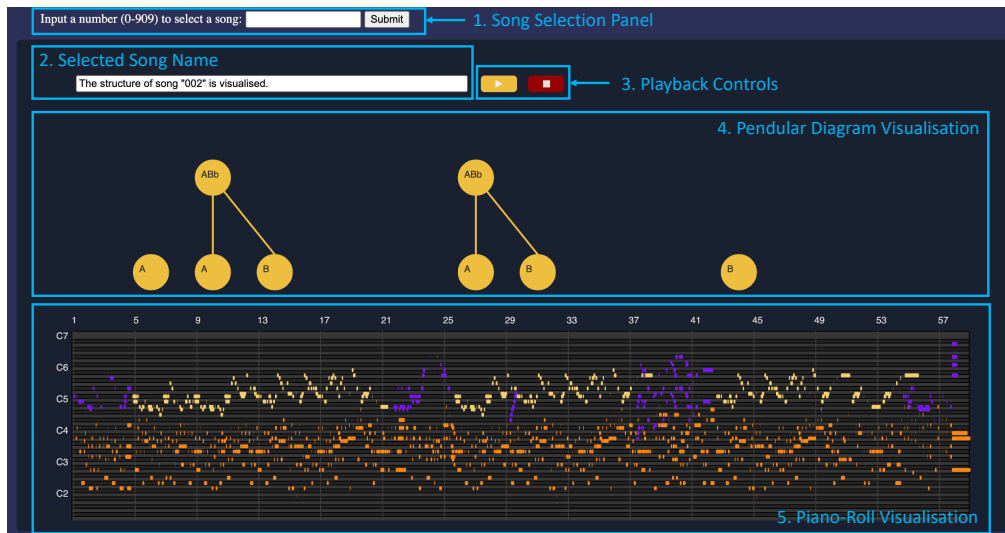 Input a number (0-909) to select a song:
Submit
1. Song Selection Panel
2. Selected Song Name
The structure of song "002" is visualised.
3. Playback Controls
4. Pendular Diagram Visualisation
ABb
ABb
A
A
B
A
B
B
1 5 9 13 17 21 25 29 33 37 41 45 49 53 57
C7
C6
C5
C4
C3
C2
5. Piano-Roll Visualisation